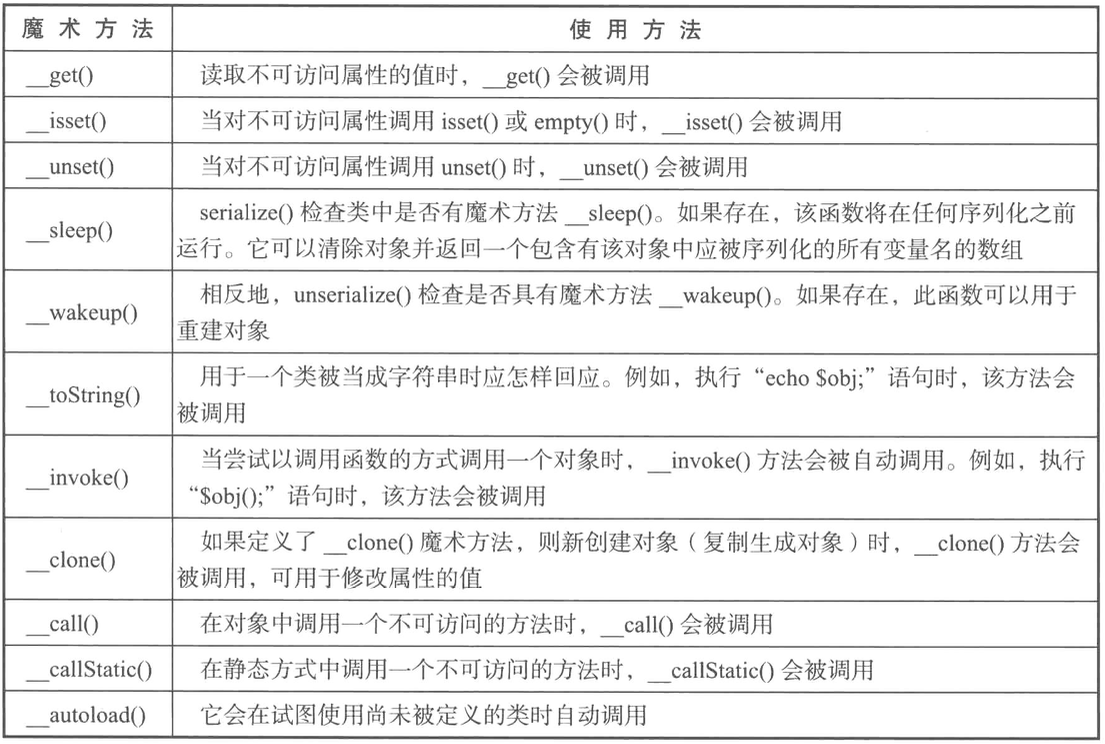 魔术方法 使用方法
__get() 读取不可访问属性的值时，__get() 会被调用
__isset() 当对不可访问属性调用 isset() 或 empty() 时，__isset() 会被调用
__unset() 当对不可访问属性调用 unset() 时，__unset() 会被调用
__sleep() serialize() 检查类中是否有魔术方法 __sleep()。如果存在，该函数将在任何序列化之前
运行。它可以清除对象并返回一个包含有该对象中应被序列化的所有变量名的数组
__wakeup() 相反地，unserialize() 检查是否具有魔术方法 __wakeup()。如果存在，此函数可以用于
重建对象
__toString() 用于一个类被当成字符串时应怎样回应。例如，执行“echo $obj;”语句时，该方法会
被调用
__invoke() 当尝试以调用函数的方式调用一个对象时，__invoke() 方法会被自动调用。例如，执行
“$obj();”语句时，该方法会被调用
__clone() 如果定义了 __clone() 魔术方法，则新创建对象（复制生成对象）时，__clone() 方法会
被调用，可用于修改属性的值
__call() 在对象中调用一个不可访问的方法时，__call() 会被调用
__callStatic() 在静态方式中调用一个不可访问的方法时，__callStatic() 会被调用
__autoload() 它会在试图使用尚未被定义的类时自动调用